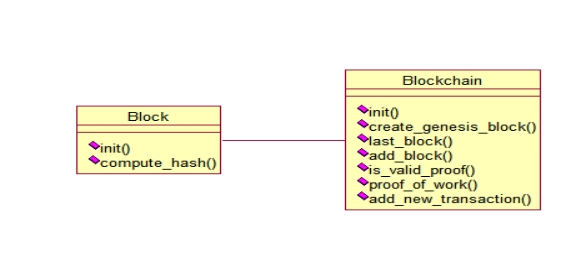 Block
init()
compute_hash()
Blockchain
init()
create_genesis_block()
last_block()
add_block()
is_valid_proof()
proof_of_work()
add_new_transaction()